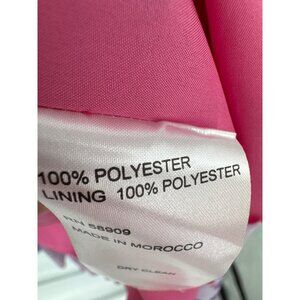 100% POLYESTER
LINING 100% POLYESTER
RN 58909
MADE IN MOROCCO
DRY CLEAN